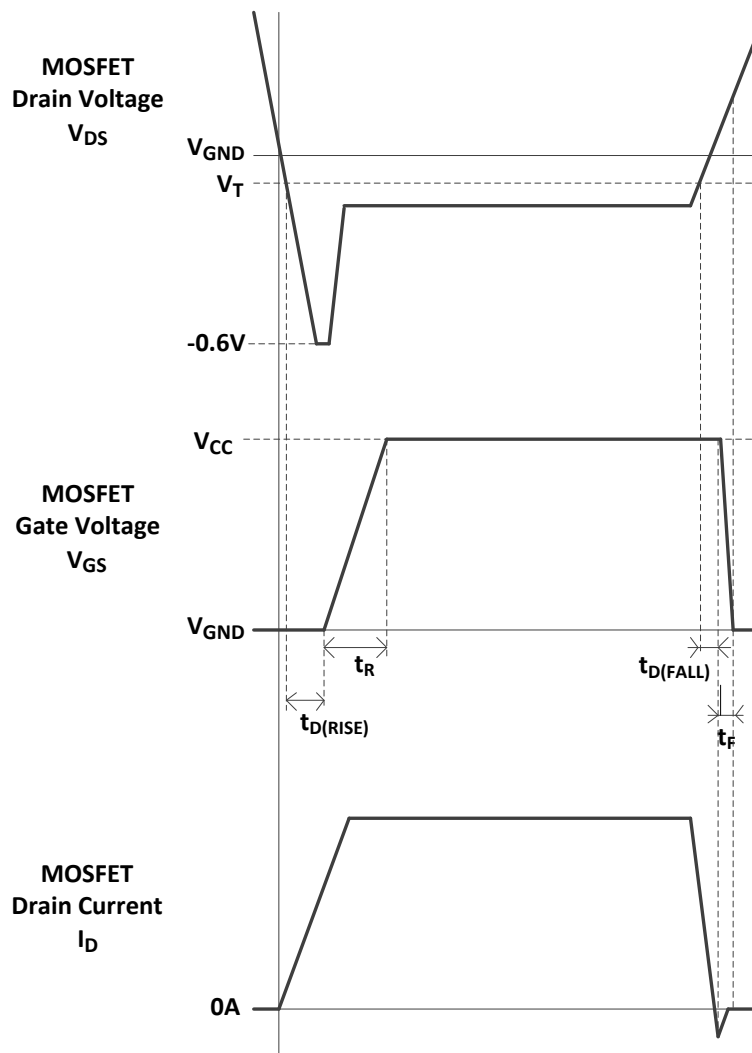 MOSFET
Drain Voltage
VDS
VGND
VT
-0.6V
VCC
MOSFET
Gate Voltage
VGS
VGND
tR
tD(FALL)
tD(RISE)
tF
MOSFET
Drain Current
ID
0A